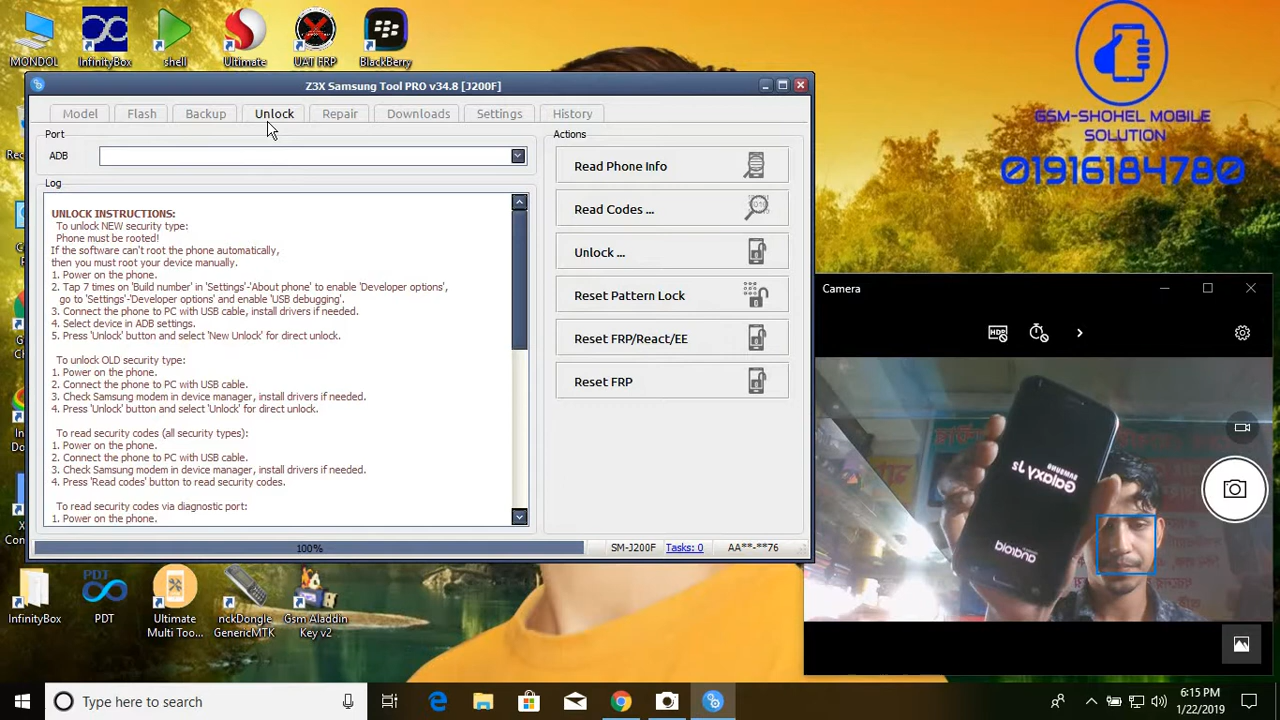 MONDOL
InfinityBox
shell
Ultimate
UAT FRP
BlackBerry
GSM-SHOHEL MOBILE
SOLUTION
01916184780
Z3X Samsung Tool PRO v34.8 [J200F]
Model
Flash
Backup
Unlock
Repair
Downloads
Settings
History
Port
ADB
Log
UNLOCK INSTRUCTIONS:
To unlock NEW security type:
Phone must be rooted!
If the software can't root the phone automatically,
then you must root your device manually.
1. Power on the phone.
2. Tap 7 times on 'Build number' in 'Settings'-'About phone' to enable 'Developer options',
go to 'Settings'-'Developer options' and enable 'USB debugging'.
3. Connect the phone to PC with USB cable, install drivers if needed.
4. Select device in ADB settings.
5. Press 'Unlock' button and select 'New Unlock' for direct unlock.
To unlock OLD security type:
1. Power on the phone.
2. Connect the phone to PC with USB cable.
3. Check Samsung modem in device manager, install drivers if needed.
4. Press 'Unlock' button and select 'Unlock' for direct unlock.
To read security codes (all security types):
1. Power on the phone.
2. Connect the phone to PC with USB cable.
3. Check Samsung modem in device manager, install drivers if needed.
4. Press 'Read codes' button to read security codes.
To read security codes via diagnostic port:
1. Power on the phone.
Actions
Read Phone Info
Read Codes ...
Unlock ...
Reset Pattern Lock
Reset FRP/React/EE
Reset FRP
100%
SM-J200F
Tasks: 0
AA**-**76
Camera
HDR
SAMSUNG
Galaxy J5
android
InfinityBox
PDT
PDT
Ultimate
Multi Too...
nckDongle
GenericMTK
Gsm Aladdin
Key v2
Type here to search
6:15 PM
1/22/2019